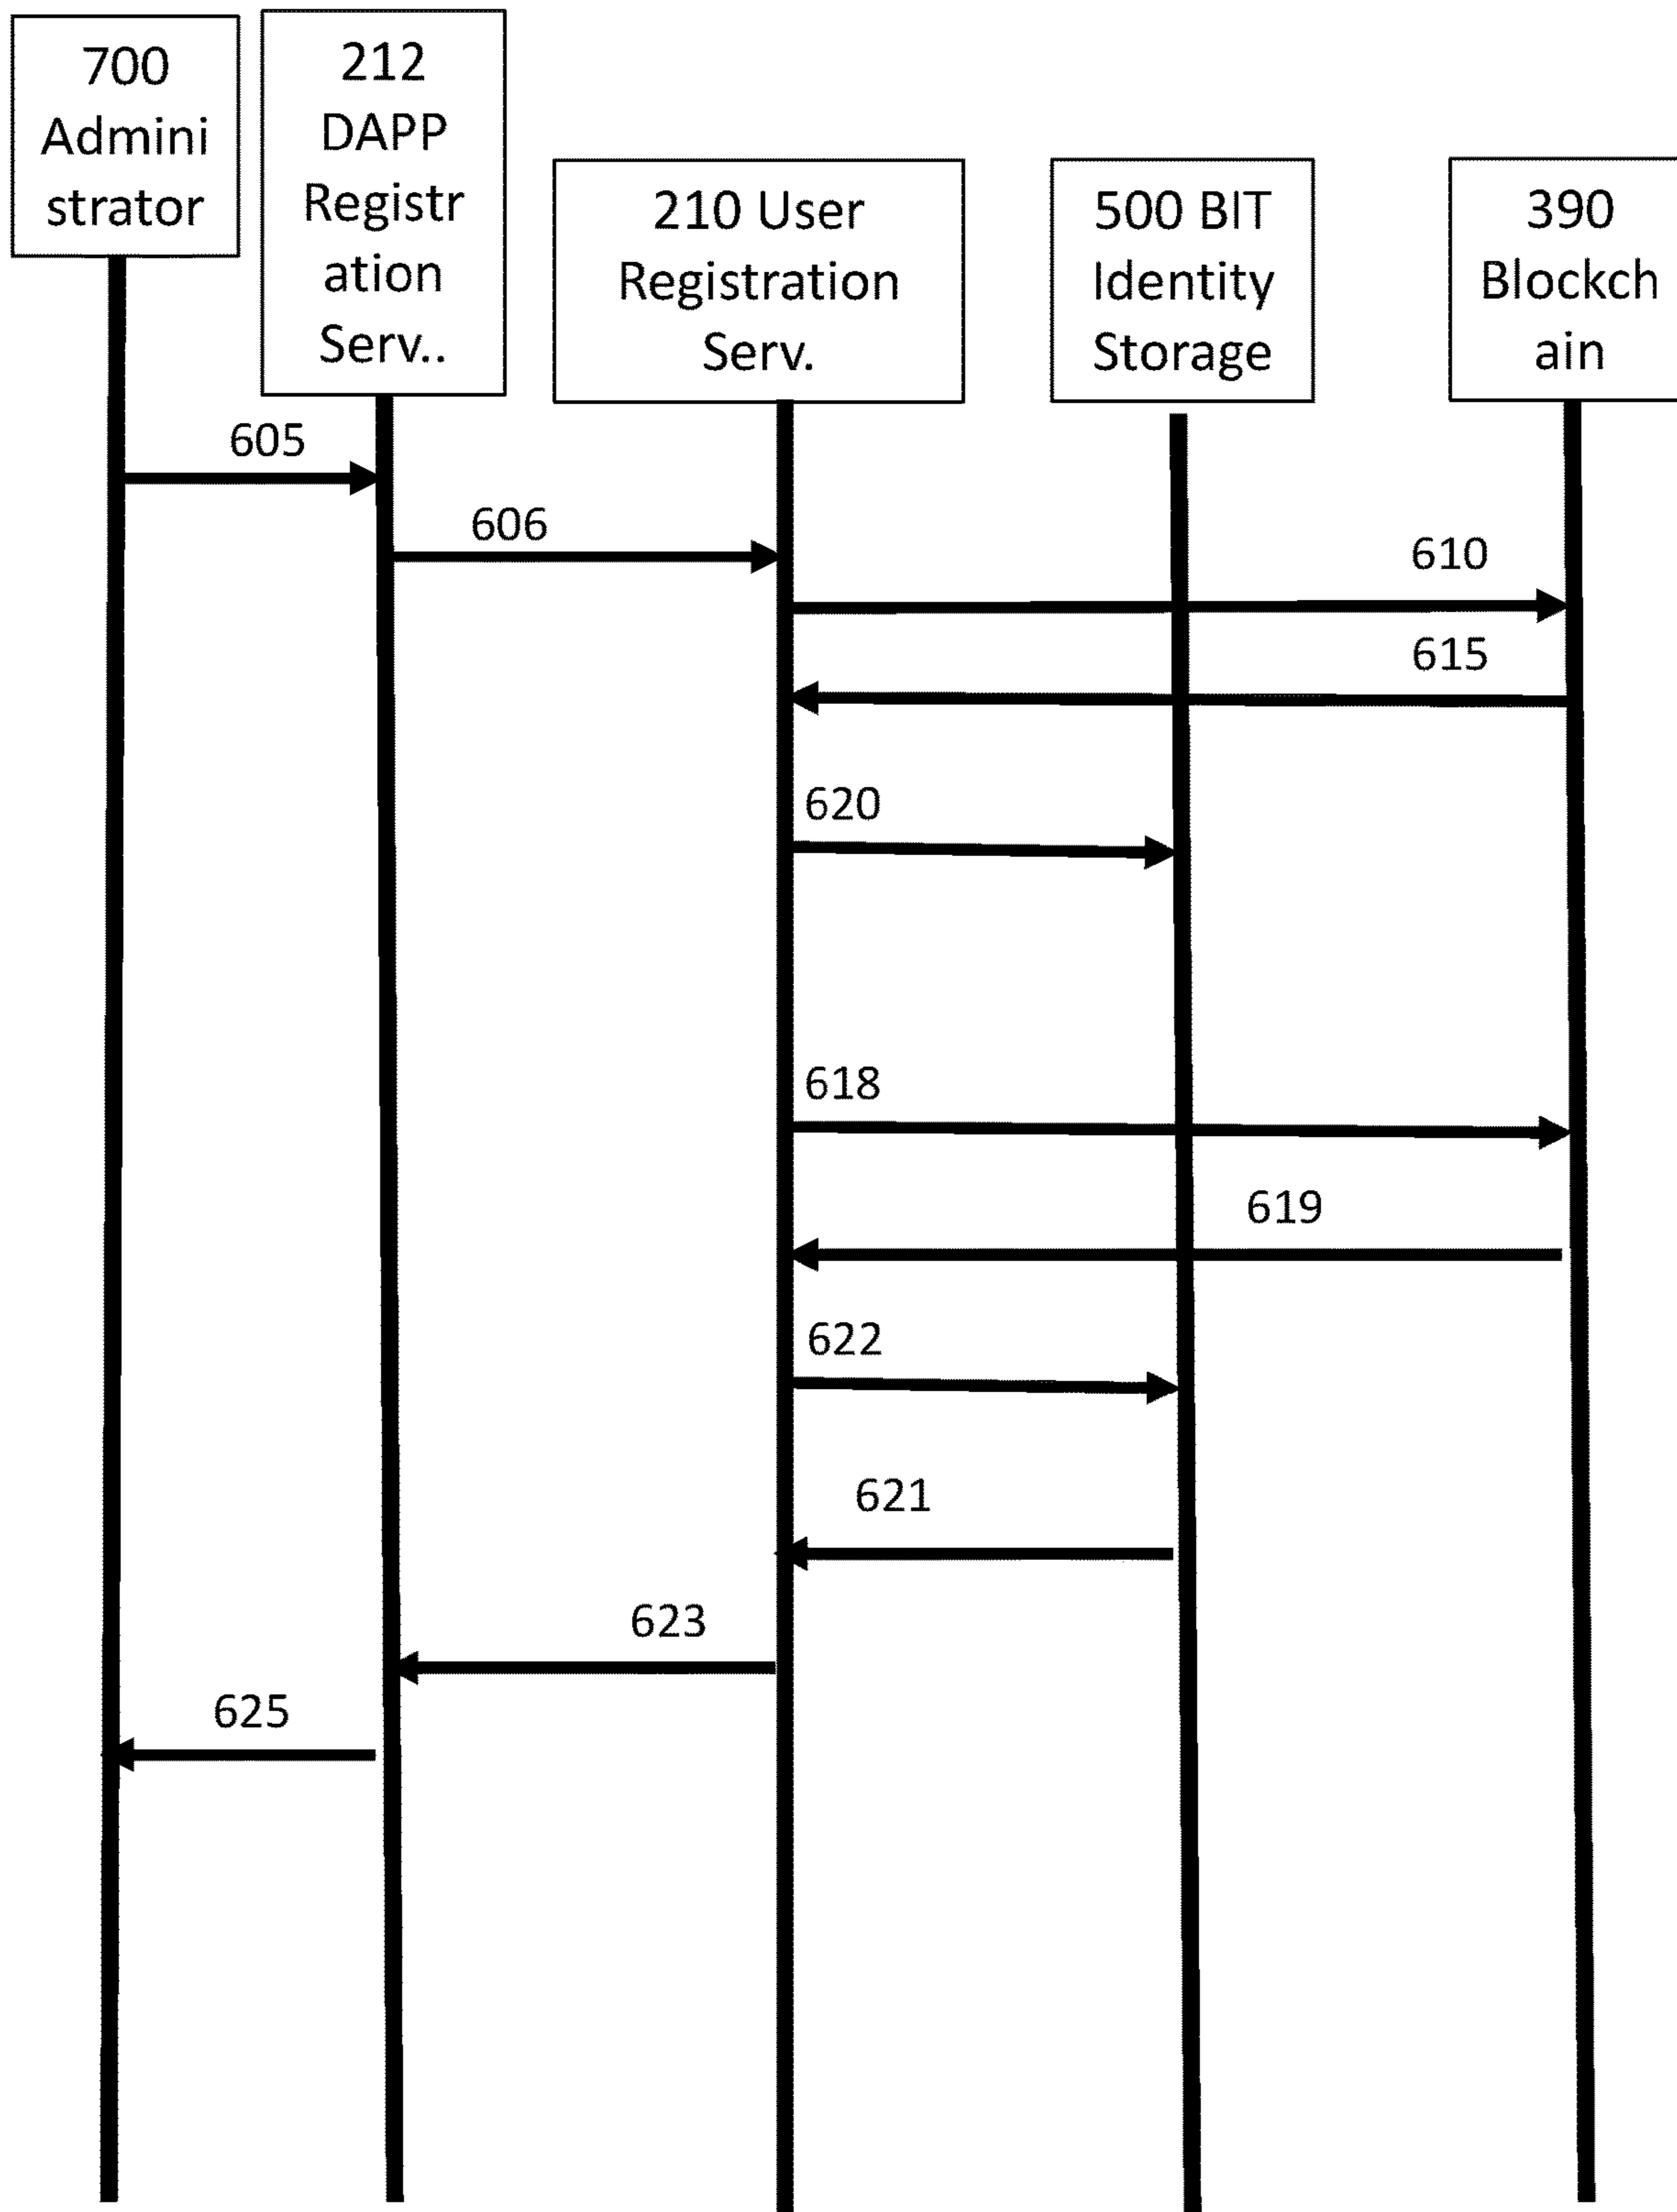 700
Admini
strator
212
DAPP
Registr
ation
Serv..
210 User
Registration
Serv.
500 BIT
Identity
Storage
390
Blockch
ain
605
606
610
615
620
618
619
622
621
623
625